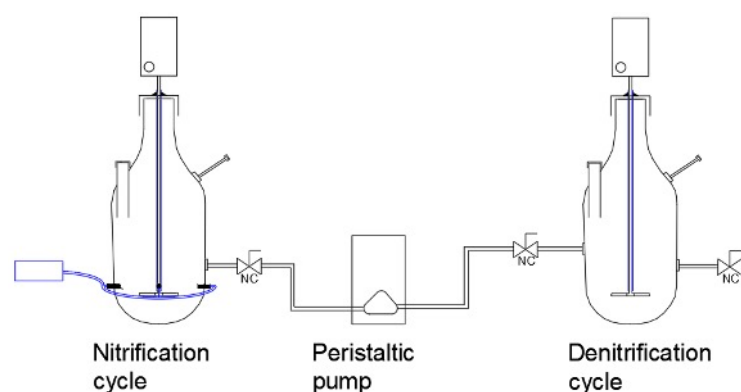 NC
NC
NC
Nitrification
cycle
Peristaltic
pump
Denitrification
cycle